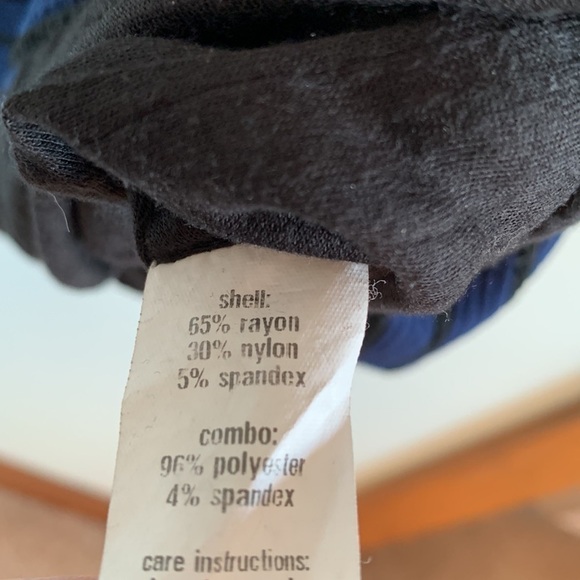 shell:
65% rayon
30% nylon
5% spandex
combo:
96% polyester
4% spandex
care instructions: